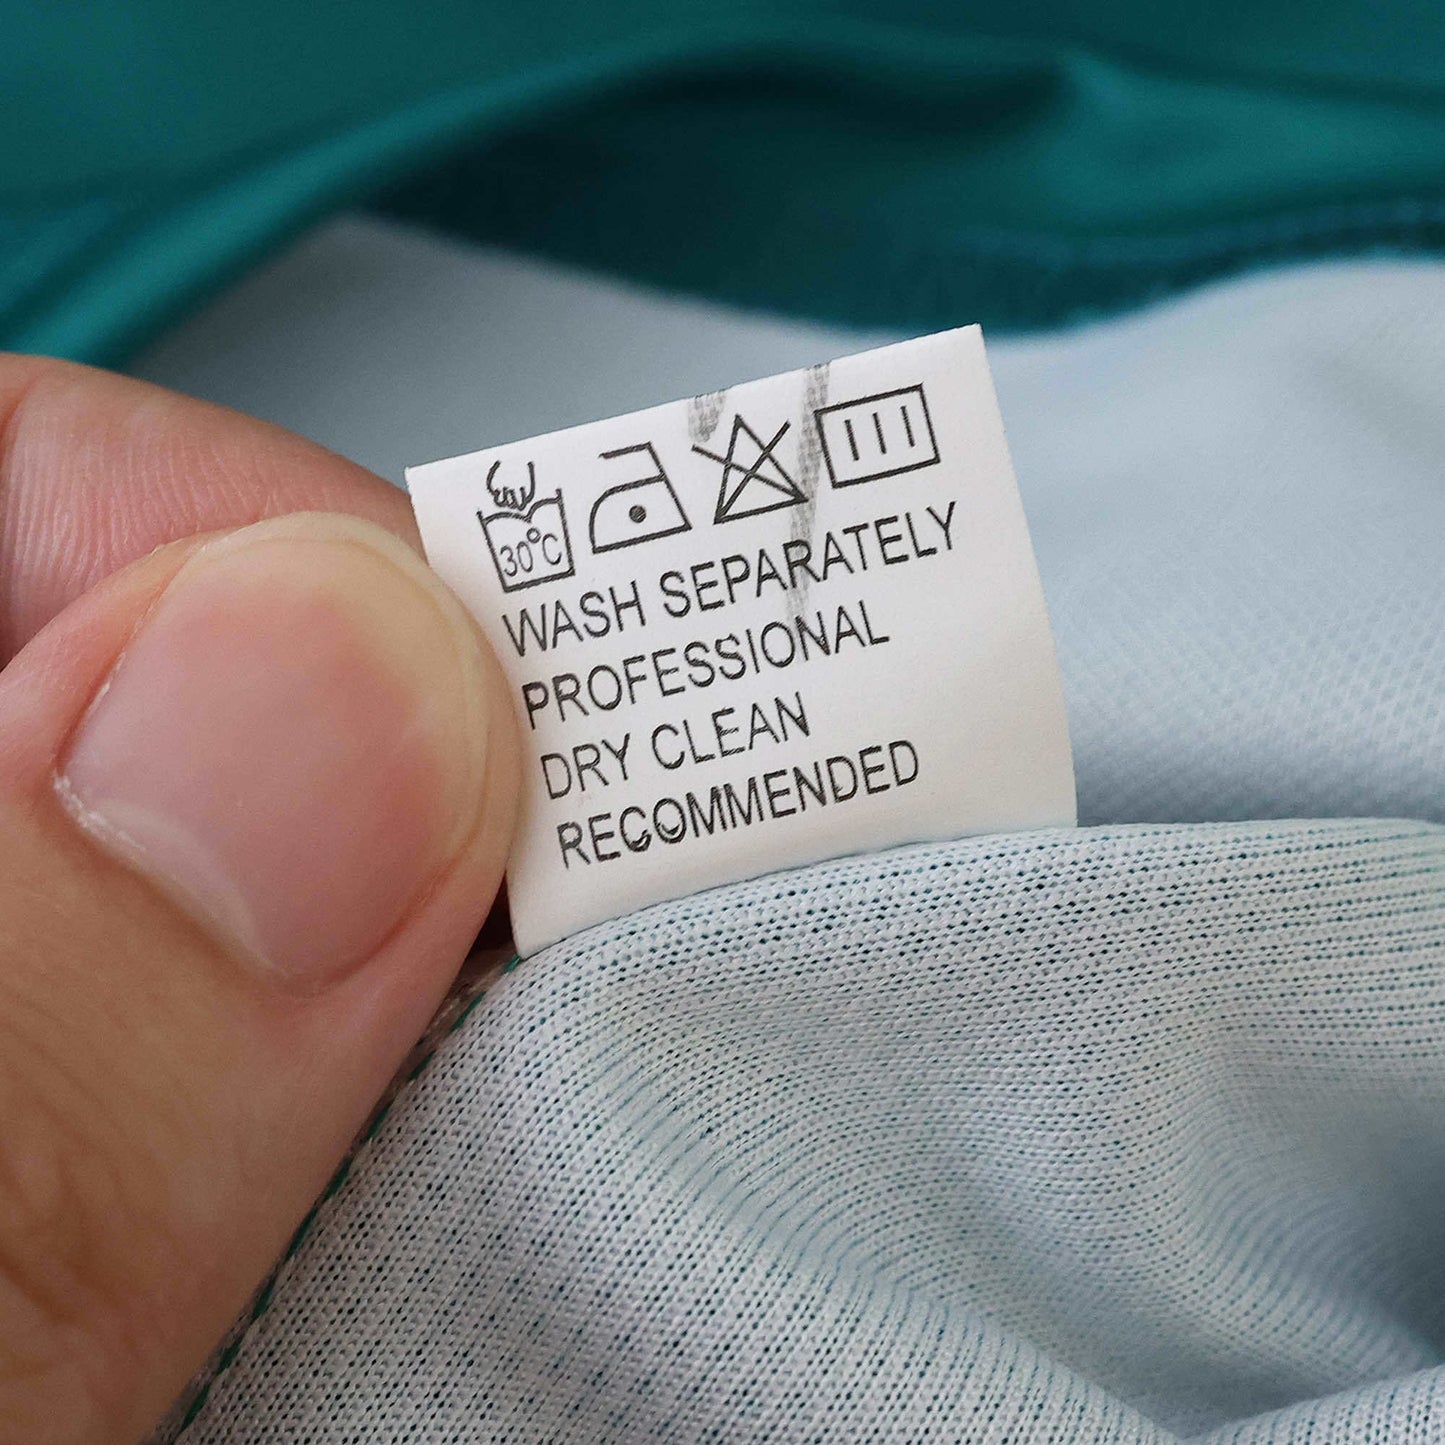 30°C
WASH SEPARATELY
PROFESSIONAL
DRY CLEAN
RECOMMENDED